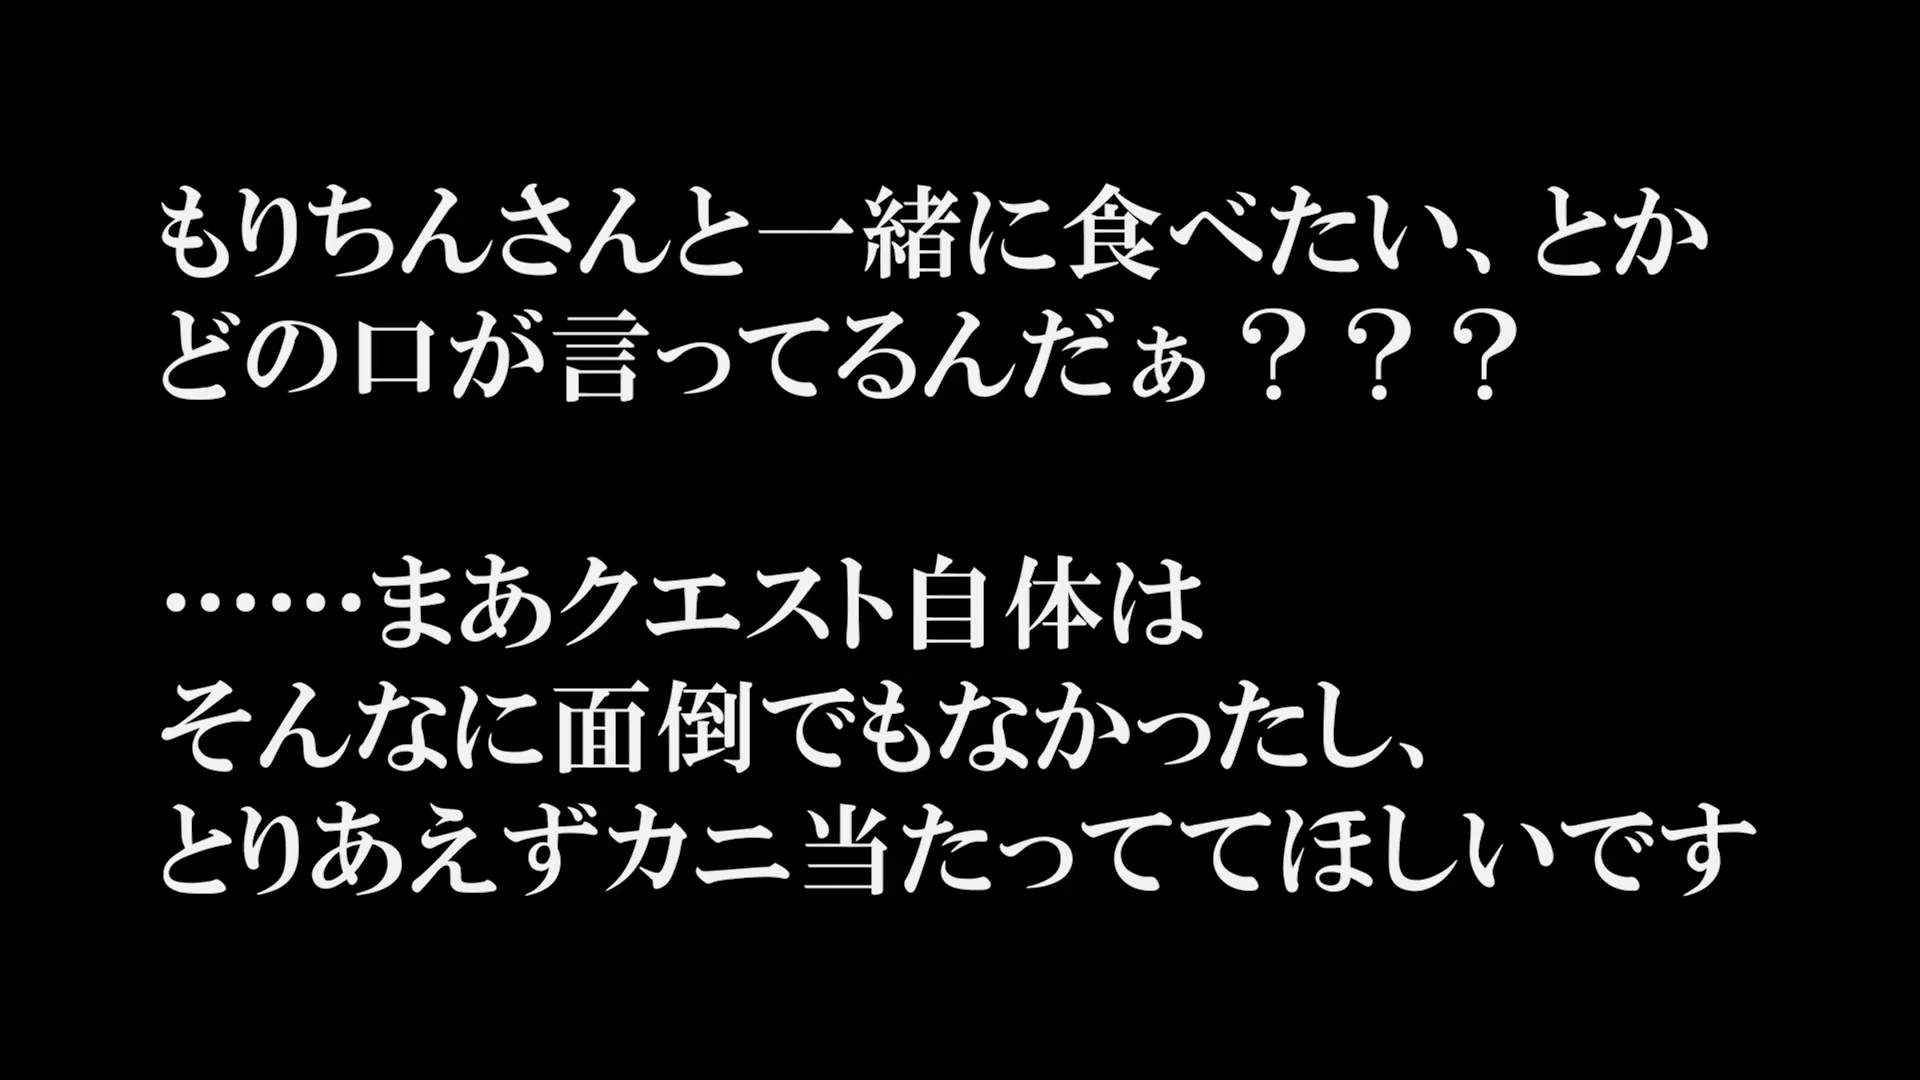 もりちんさんと一緒に食べたい、とか
どの口が言ってるんだぁ？？？
……まあクエスト自体は
そんなに面倒でもなかったし、
とりあえずカニ当たっててほしいです